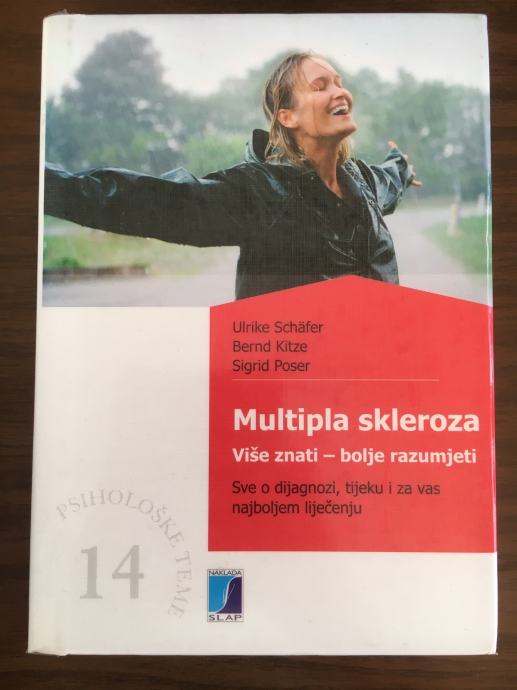 Ulrike Schäfer
Bernd Kitze
Sigrid Poser
Multipla skleroza
Više znati – bolje razumjeti
Sve o dijagnozi, tijeku i za vas
najboljem liječenju
PSIHOLOŠKE TEME
14
NAKLADA
SLAP